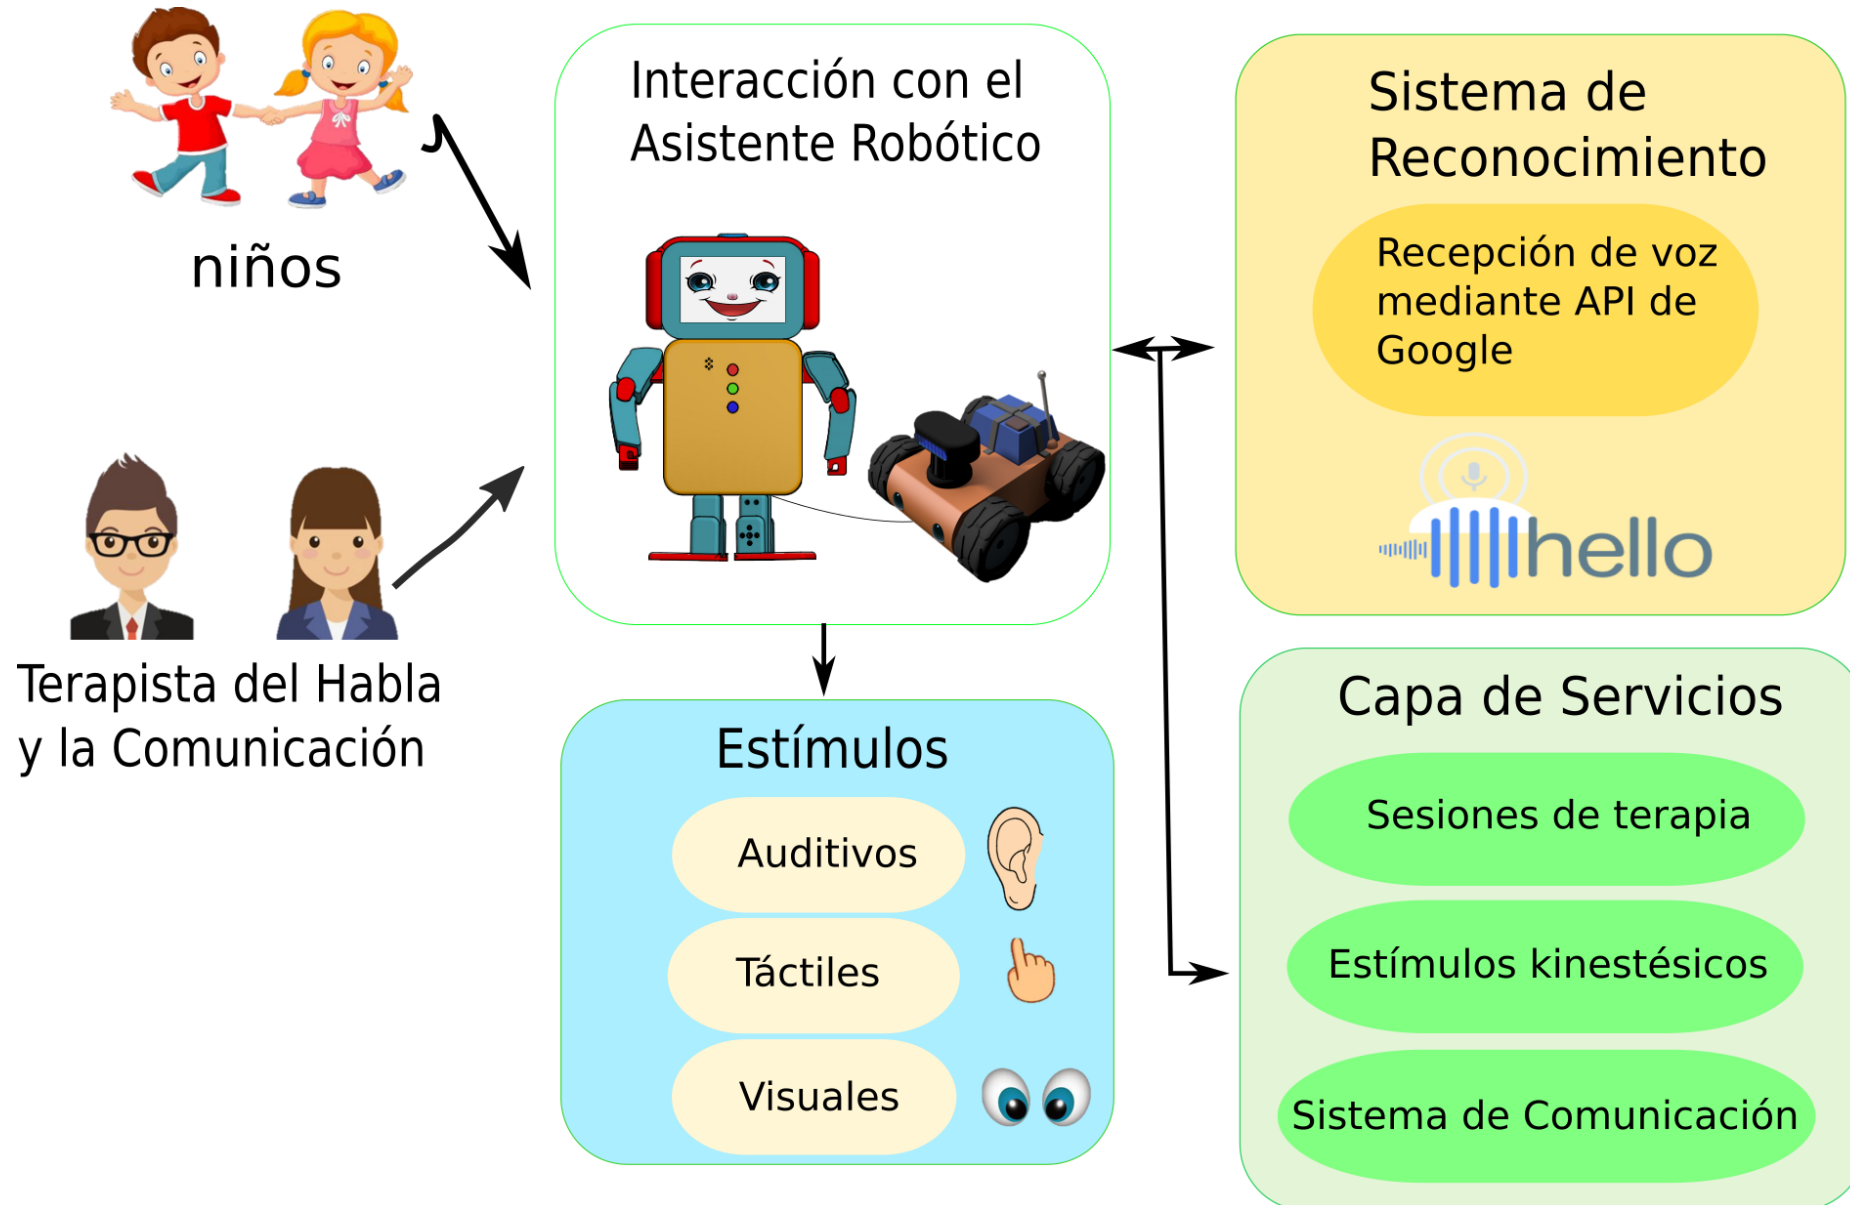 niños
Terapista del Habla
y la Comunicación
Interacción con el
Asistente Robótico
Estímulos
Auditivos
Táctiles
Visuales
Sistema de
Reconocimiento
Recepción de voz
mediante API de
Google
hello
Capa de Servicios
Sesiones de terapia
Estímulos kinestésicos
Sistema de Comunicación